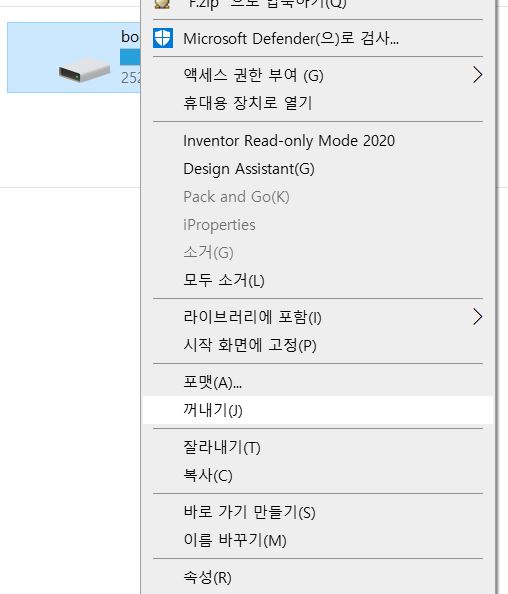 "F.zip" 으로 압축하기(Q)
bo
Microsoft Defender(으)로 검사...
252
액세스 권한 부여 (G)
휴대용 장치로 열기
Inventor Read-only Mode 2020
Design Assistant(G)
Pack and Go(K)
iProperties
소거(G)
모두 소거(L)
라이브러리에 포함(I)
시작 화면에 고정(P)
포맷(A)...
꺼내기(J)
잘라내기(T)
복사(C)
바로 가기 만들기(S)
이름 바꾸기(M)
속성(R)